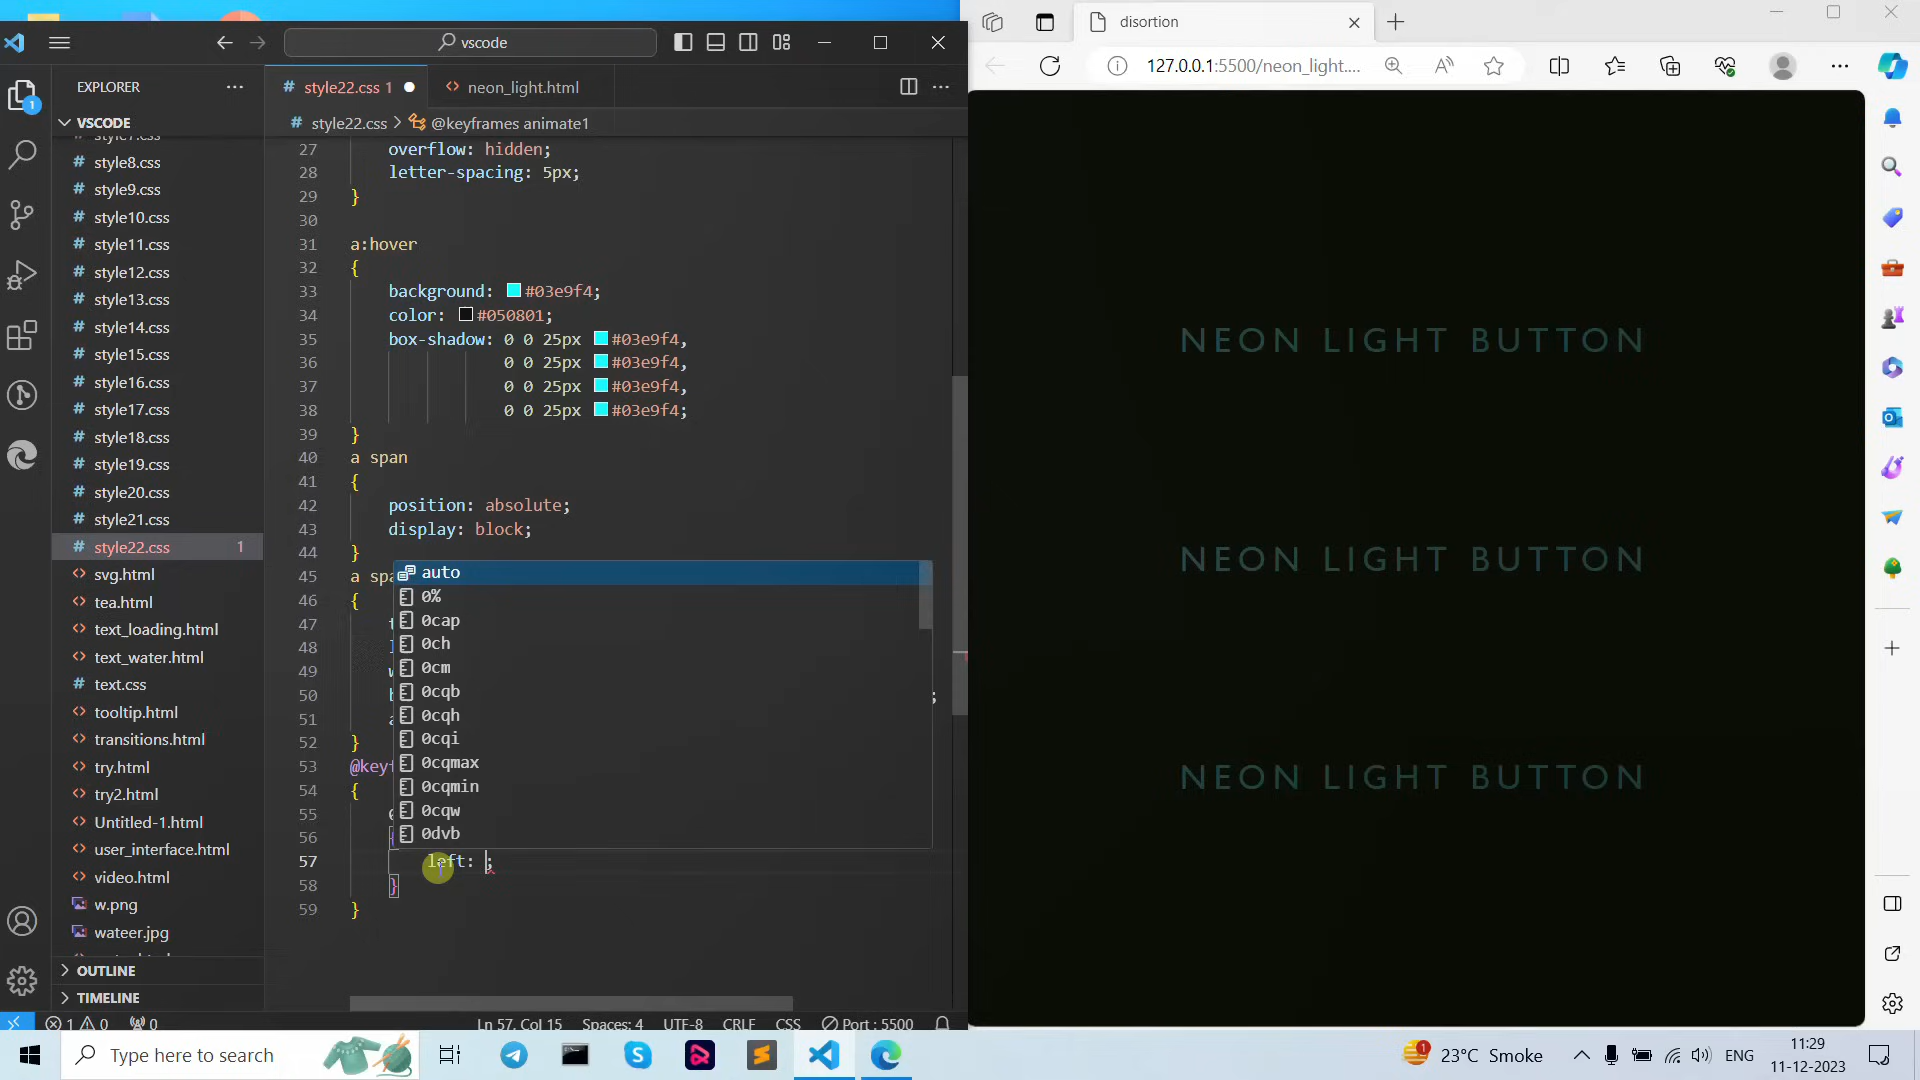 vscode
EXPLORER
VSCODE
style7.css
style8.css
style9.css
style10.css
style11.css
style12.css
style13.css
style14.css
style15.css
style16.css
style17.css
style18.css
style19.css
style20.css
style21.css
style22.css 1
svg.html
tea.html
text_loading.html
text_water.html
text.css
tooltip.html
transitions.html
try.html
try2.html
Untitled-1.html
user_interface.html
video.html
w.png
wateer.jpg
OUTLINE
TIMELINE
# style22.css 1 ●
neon_light.html
# style22.css > @keyframes animate1
27 overflow: hidden;
28 letter-spacing: 5px;
29 }
30
31 a:hover
32 {
33 background: #03e9f4;
34 color: #050801;
35 box-shadow: 0 0 25px #03e9f4,
36 0 0 25px #03e9f4,
37 0 0 25px #03e9f4,
38 0 0 25px #03e9f4;
39 }
40 a span
41 {
42 position: absolute;
43 display: block;
44 }
45 a spa
46 {
47 t
48 l
49 w
50 b ;
51 a
52 }
53 @keyf
54 {
55 0
56 {
57 left: ;
58 }
59 }
auto
0%
0cap
0ch
0cm
0cqb
0cqh
0cqi
0cqmax
0cqmin
0cqw
0dvb
1 0 0
Ln 57, Col 15 Spaces: 4 UTF-8 CRLF CSS Port : 5500
disortion
127.0.0.1:5500/neon_light....
NEON LIGHT BUTTON
NEON LIGHT BUTTON
NEON LIGHT BUTTON
Type here to search
23°C Smoke
ENG
11:29
11-12-2023